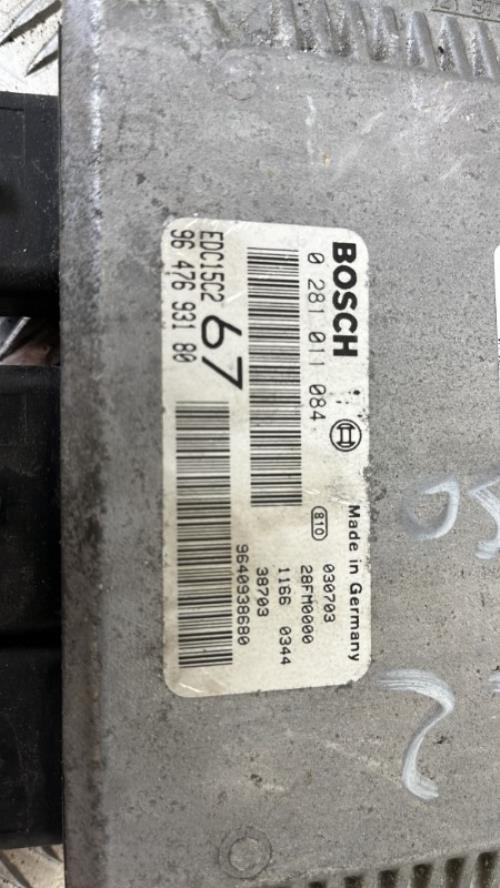 BOSCH
0 281 011 084
810
Made in Germany
030703
28FM0000
1166 0344
38703
EDC15C2
67
96 476 931 80
9640938680